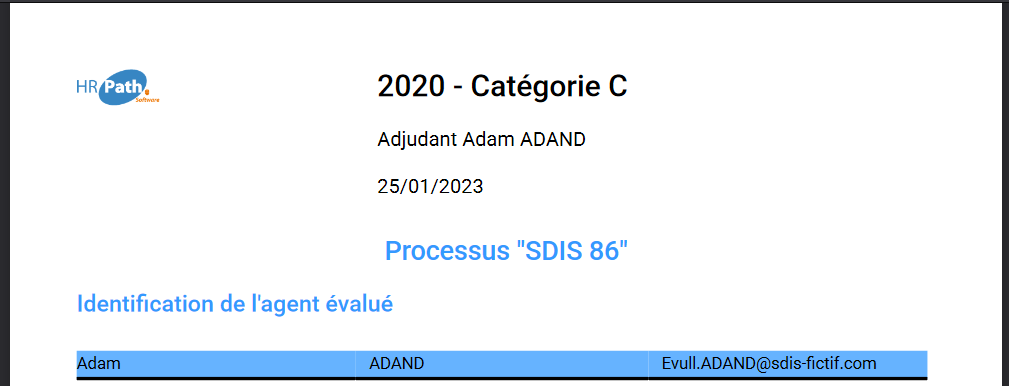 HR Path.
Software
2020 - Catégorie C
Adjudant Adam ADAND
25/01/2023
Processus "SDIS 86"
Identification de l'agent évalué
Adam ADAND Evull.ADAND@sdis-fictif.com